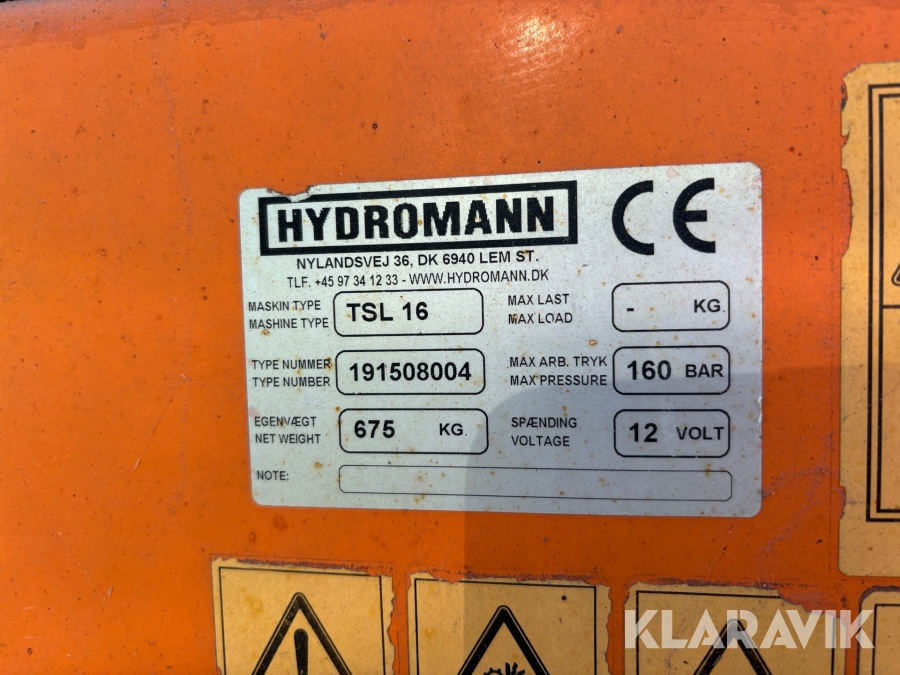 HYDROMANN
CE
NYLANDSVEJ 36, DK 6940 LEM ST.
TLF. +45 97 34 12 33 - WWW.HYDROMANN.DK
MASKIN TYPE
MASHINE TYPE
TSL 16
MAX LAST
MAX LOAD
- KG.
TYPE NUMMER
TYPE NUMBER
191508004
MAX ARB. TRYK
MAX PRESSURE
160 BAR
EGENVÆGT
NET WEIGHT
675 KG.
SPÆNDING
VOLTAGE
12 VOLT
NOTE:
KLARAVIK